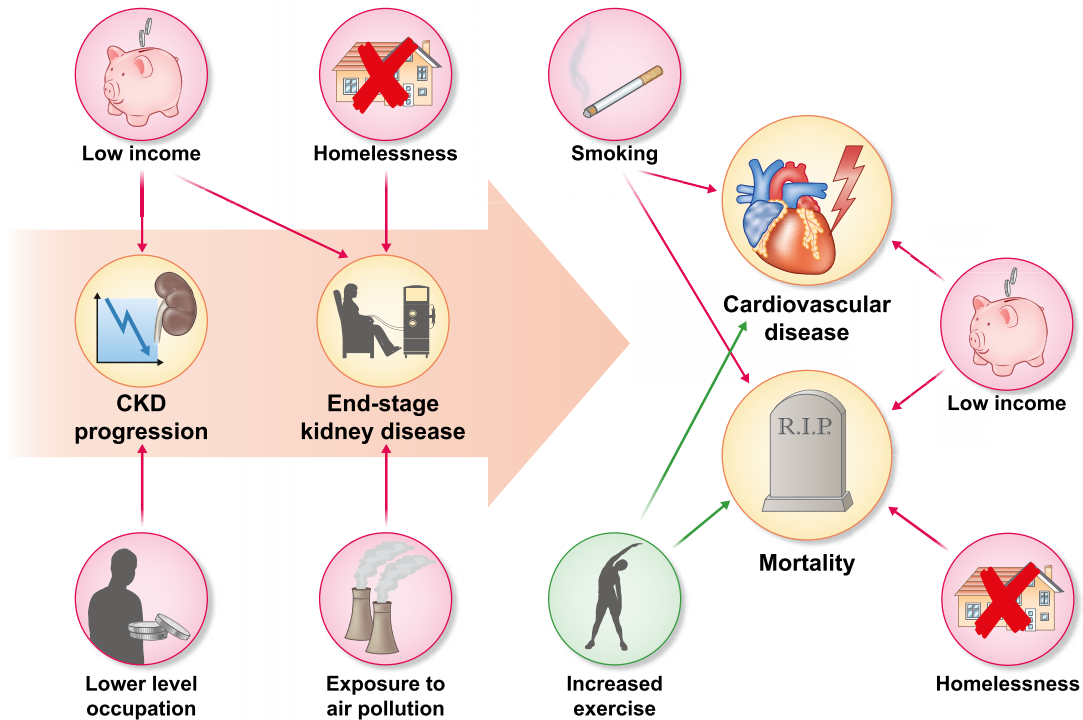 Low income
Homelessness
Smoking
Cardiovascular
disease
Low income
CKD
progression
End-stage
kidney disease
R.I.P.
Mortality
Lower level
occupation
Exposure to
air pollution
Increased
exercise
Homelessness